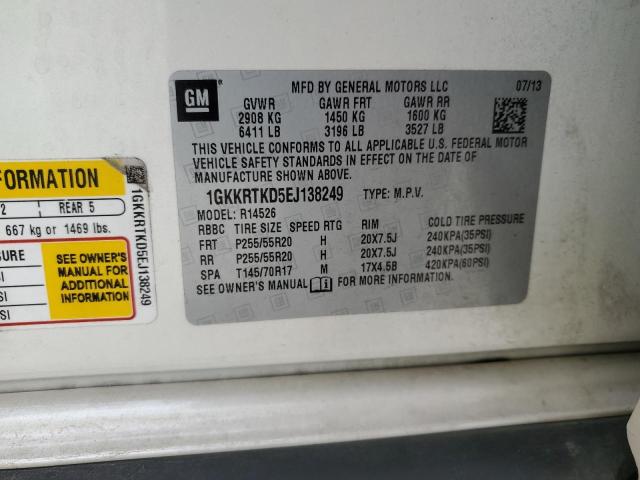 GM
MFD BY GENERAL MOTORS LLC 07/13
GVWR GAWR FRT GAWR RR
2908 KG 1450 KG 1600 KG
6411 LB 3196 LB 3527 LB
THIS VEHICLE CONFORMS TO ALL APPLICABLE U.S. FEDERAL MOTOR
VEHICLE SAFETY STANDARDS IN EFFECT ON THE DATE OF
MANUFACTURE SHOWN ABOVE.
1GKKRTKD5EJ138249 TYPE: M.P.V.
MODEL: R14526
RBBC TIRE SIZE SPEED RTG RIM COLD TIRE PRESSURE
FRT P255/55R20 H 20X7.5J 240KPA(35PSI)
RR P255/55R20 H 20X7.5J 240KPA(35PSI)
SPA T145/70R17 M 17X4.5B 420KPA(60PSI)
SEE OWNER'S MANUAL FOR MORE INFORMATION.
FORMATION
2 REAR 5
667 kg or 1469 lbs.
SURE
SI
SI
SI
SEE OWNER'S
MANUAL FOR
ADDITIONAL
INFORMATION
1GKKRTKD5EJ138249